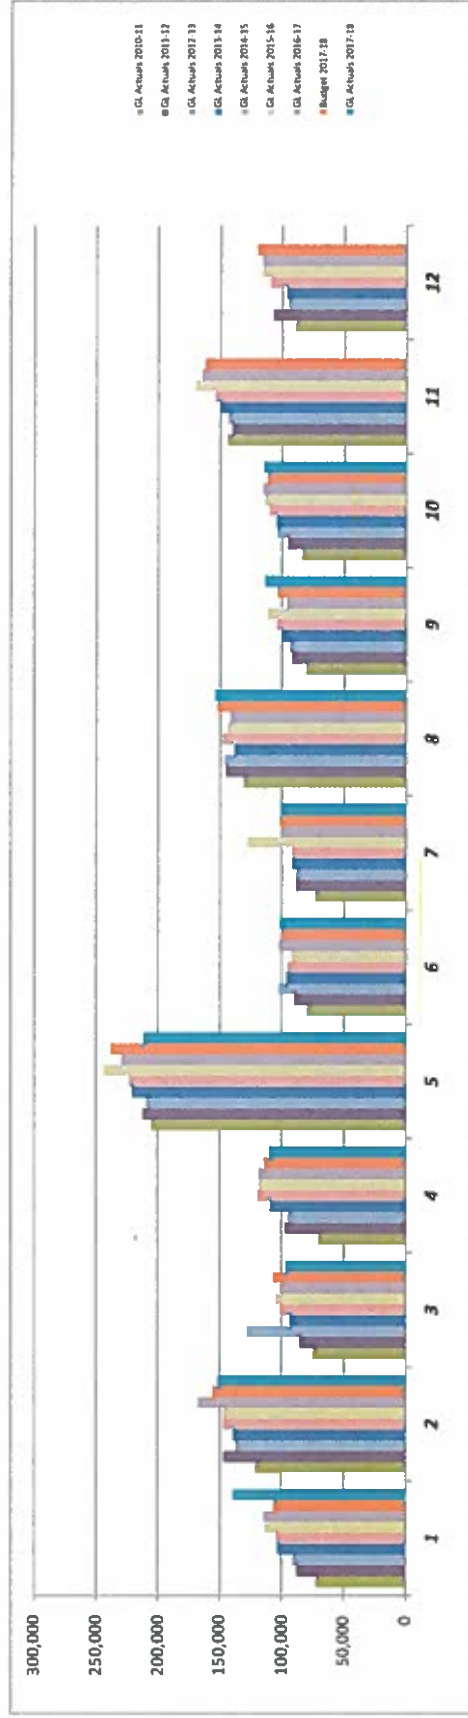 300,000
250,000
200,000
150,000
100,000
50,000
0
1 2 3 4 5 6 7 8 9 10 11 12
GL Actuals 2010-11
GL Actuals 2011-12
GL Actuals 2012-13
GL Actuals 2013-14
GL Actuals 2014-15
GL Actuals 2015-16
GL Actuals 2016-17
Budget 2017-18
GL Actuals 2017-18